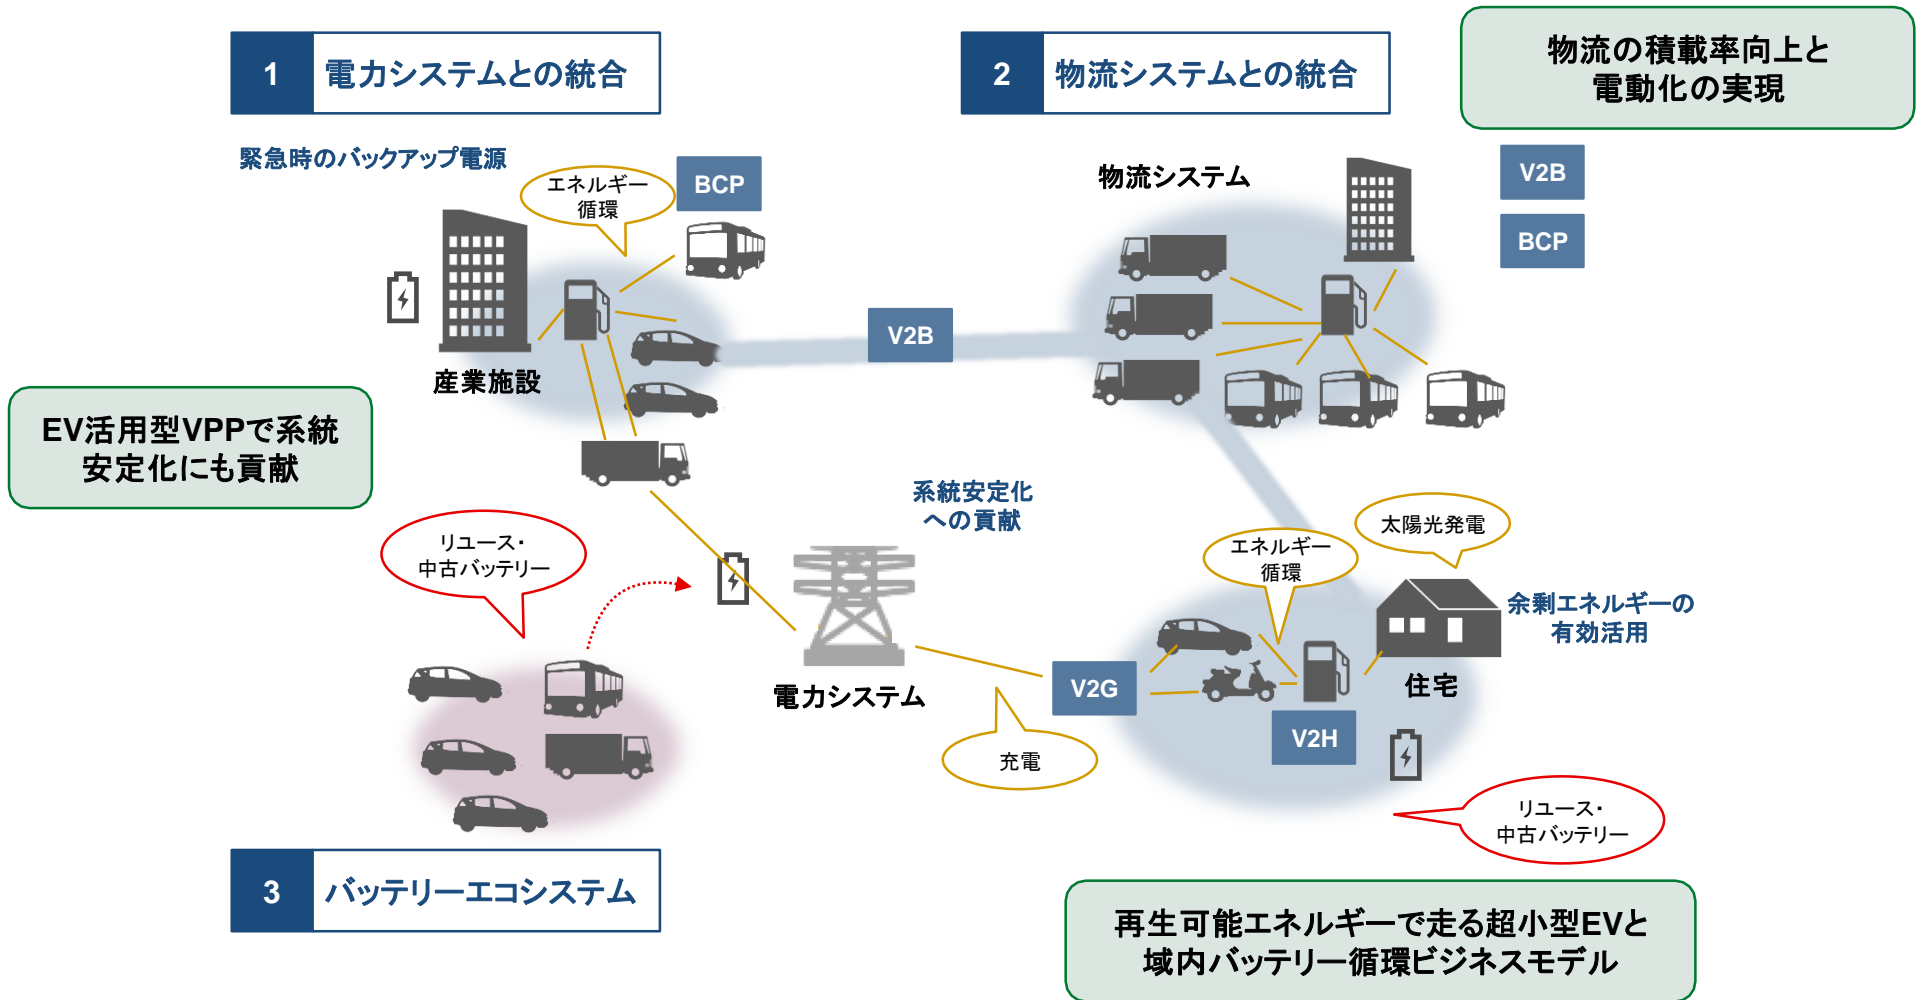 1
電力システムとの統合
2
物流システムとの統合
物流の積載率向上と
電動化の実現
緊急時のバックアップ電源
エネルギー
循環
BCP
物流システム
V2B
BCP
V2B
産業施設
EV活用型VPPで系統
安定化にも貢献
系統安定化
への貢献
リユース・
中古バッテリー
エネルギー
循環
太陽光発電
余剰エネルギーの
有効活用
電力システム
V2G
住宅
V2H
充電
リユース・
中古バッテリー
3
バッテリーエコシステム
再生可能エネルギーで走る超小型EVと
域内バッテリー循環ビジネスモデル